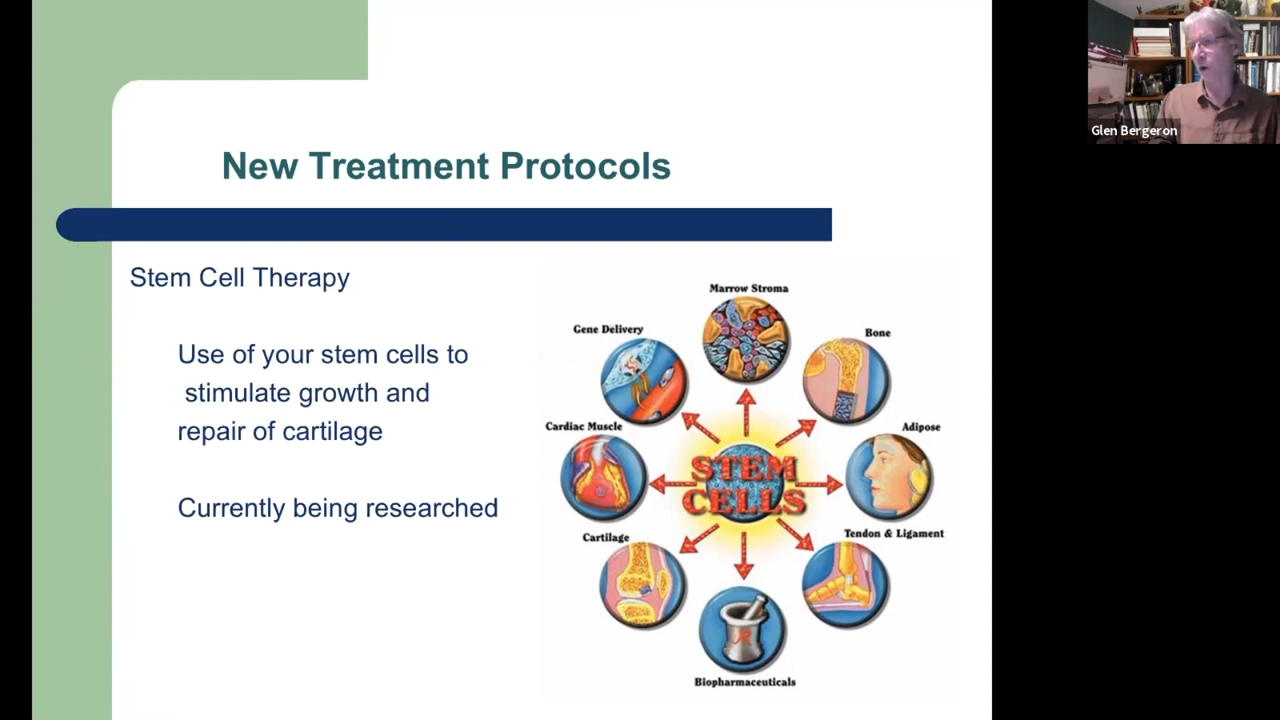 New Treatment Protocols
Stem Cell Therapy
Use of your stem cells to
stimulate growth and
repair of cartilage
Currently being researched
Marrow Stroma
Gene Delivery
Bone
Cardiac Muscle
Adipose
STEM
CELLS
Cartilage
Tendon & Ligament
Biopharmaceuticals
Glen Bergeron